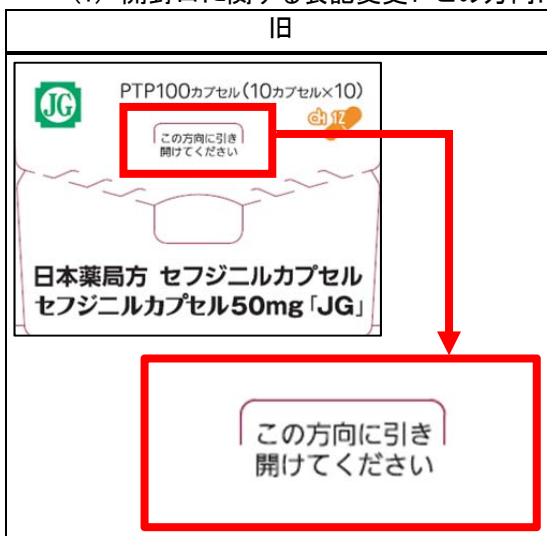 旧
JG
PTP100カプセル(10カプセル×10)
この方向に引き
開けてください
日本薬局方 セフジニルカプセル
セフジニルカプセル50mg「JG」
この方向に引き
開けてください